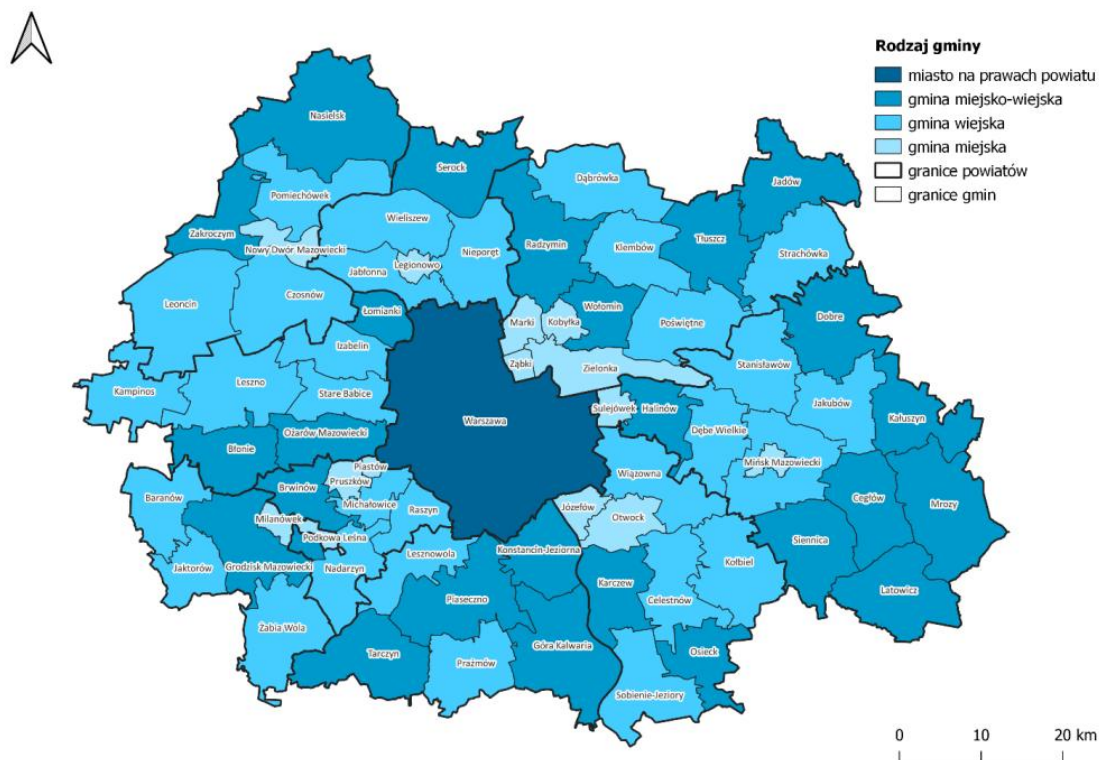 Rodzaj gminy
miasto na prawach powiatu
gmina miejsko-wiejska
gmina wiejska
gmina miejska
granice powiatów
granice gmin
Nasielsk
Serock
Dąbrówka
Jadów
Pomiechówek
Wieliszew
Zakroczym
Radzymin
Klembów
Tłuszcz
Nowy Dwór Mazowiecki
Nieporęt
Strachówka
Legionowo
Jabłonna
Leoncin
Czosnów
Łomianki
Wołomin
Dobre
Marki
Kobyłka
Poświętne
Izabelin
Ząbki
Zielonka
Stanisławów
Leszno
Kampinos
Stare Babice
Jakubów
Sulejówek
Halinów
Kałuszyn
Warszawa
Dębe Wielkie
Ożarów Mazowiecki
Błonie
Mińsk Mazowiecki
Piastów
Wiązowna
Pruszków
Brwinów
Baranów
Cegłów
Mrozy
Michałowice
Raszyn
Józefów
Otwock
Milanówek
Podkowa Leśna
Siennica
Lesznowola
Konstancin-Jeziorna
Kołbiel
Jaktorów
Grodzisk Mazowiecki
Nadarzyn
Karczew
Latowicz
Piaseczno
Celestnów
Żabia Wola
Góra Kalwaria
Tarczyn
Osieck
Prażmów
Sobienie-Jeziory
0 10 20 km